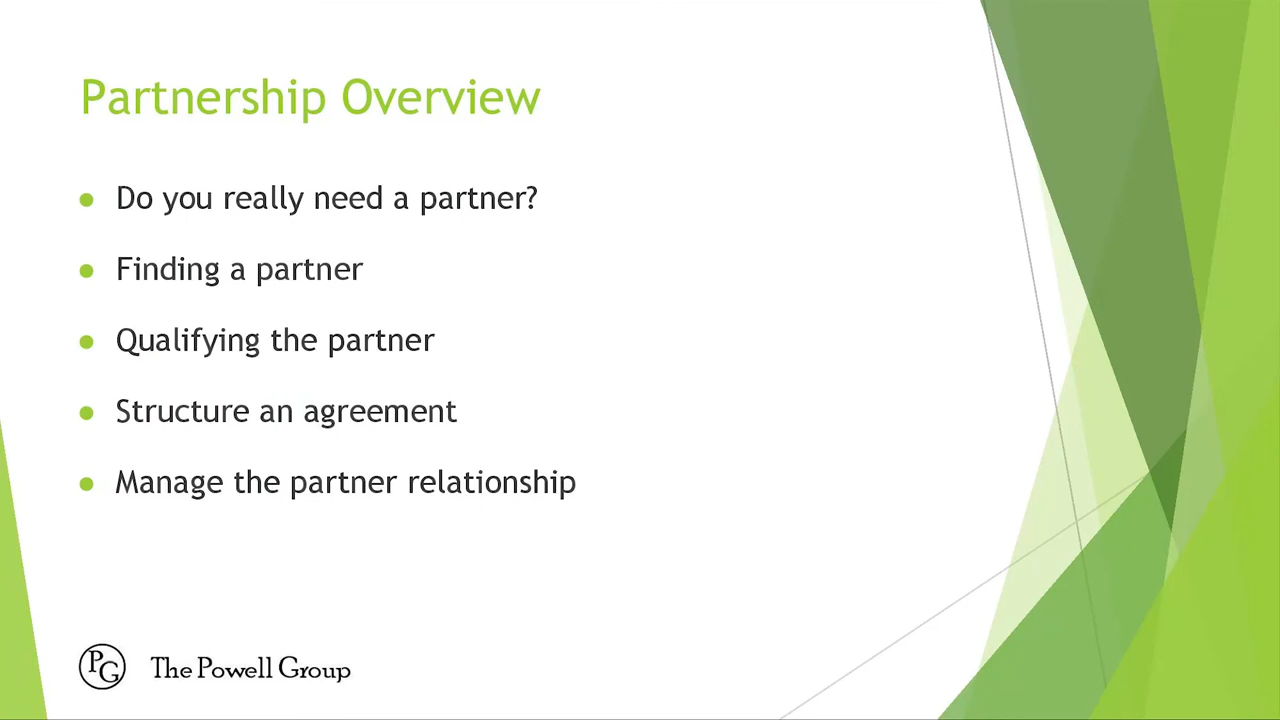 Partnership Overview
Do you really need a partner?
Finding a partner
Qualifying the partner
Structure an agreement
Manage the partner relationship
PG The Powell Group